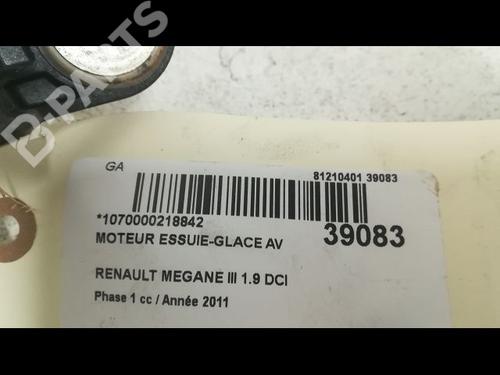 B-PARTS
GA
81210401 39083
*1070000218842
39083
MOTEUR ESSUIE-GLACE AV
RENAULT MEGANE III 1.9 DCI
Phase 1 cc / Année 2011